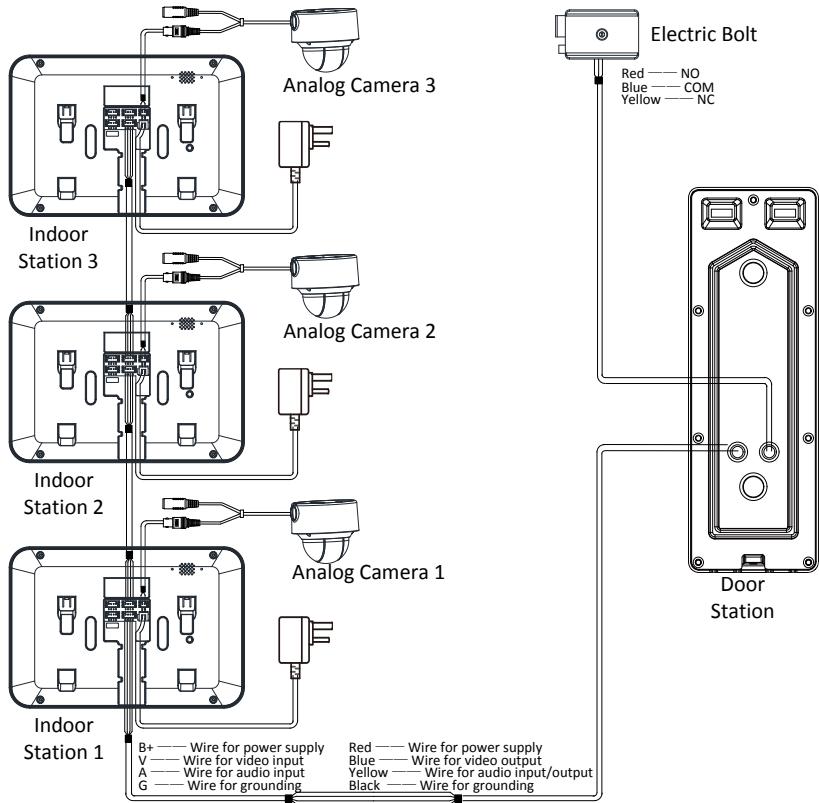 Electric Bolt
Red —— NO
Blue —— COM
Yellow —— NC
Analog Camera 3
Indoor
Station 3
Analog Camera 2
Indoor
Station 2
Analog Camera 1
Door
Station
Indoor
Station 1
B+ —— Wire for power supply
V —— Wire for video input
A —— Wire for audio input
G —— Wire for grounding
Red —— Wire for power supply
Blue —— Wire for video output
Yellow —— Wire for audio input/output
Black —— Wire for grounding